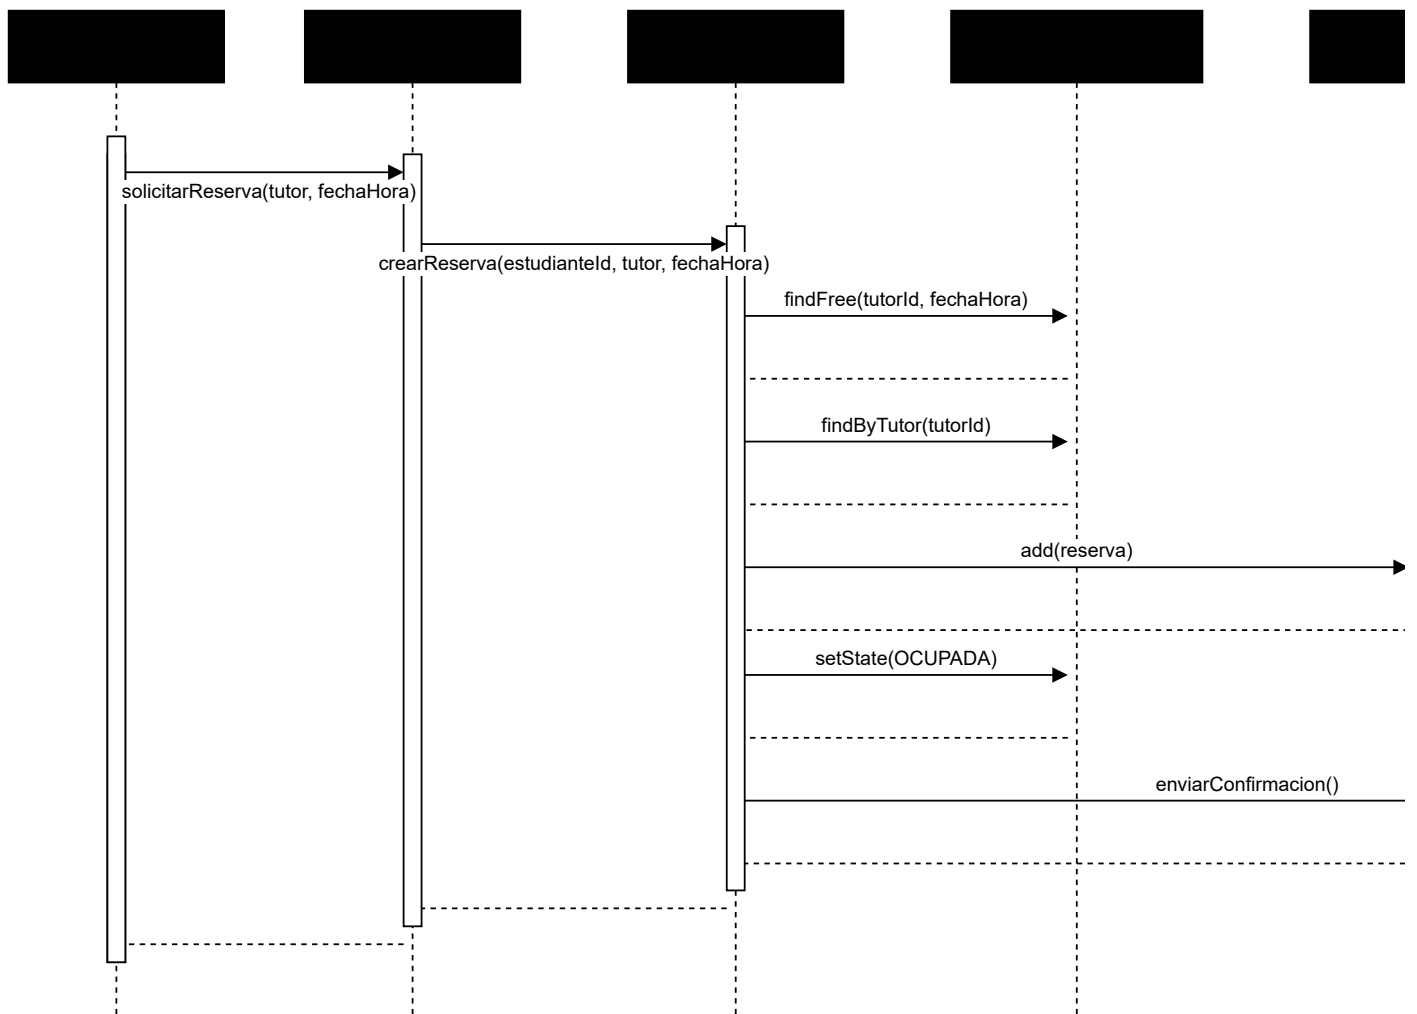 solicitarReserva(tutor, fechaHora)
crearReserva(estudianteId, tutor, fechaHora)
findFree(tutorId, fechaHora)
findByTutor(tutorId)
add(reserva)
setState(OCUPADA)
enviarConfirmacion()